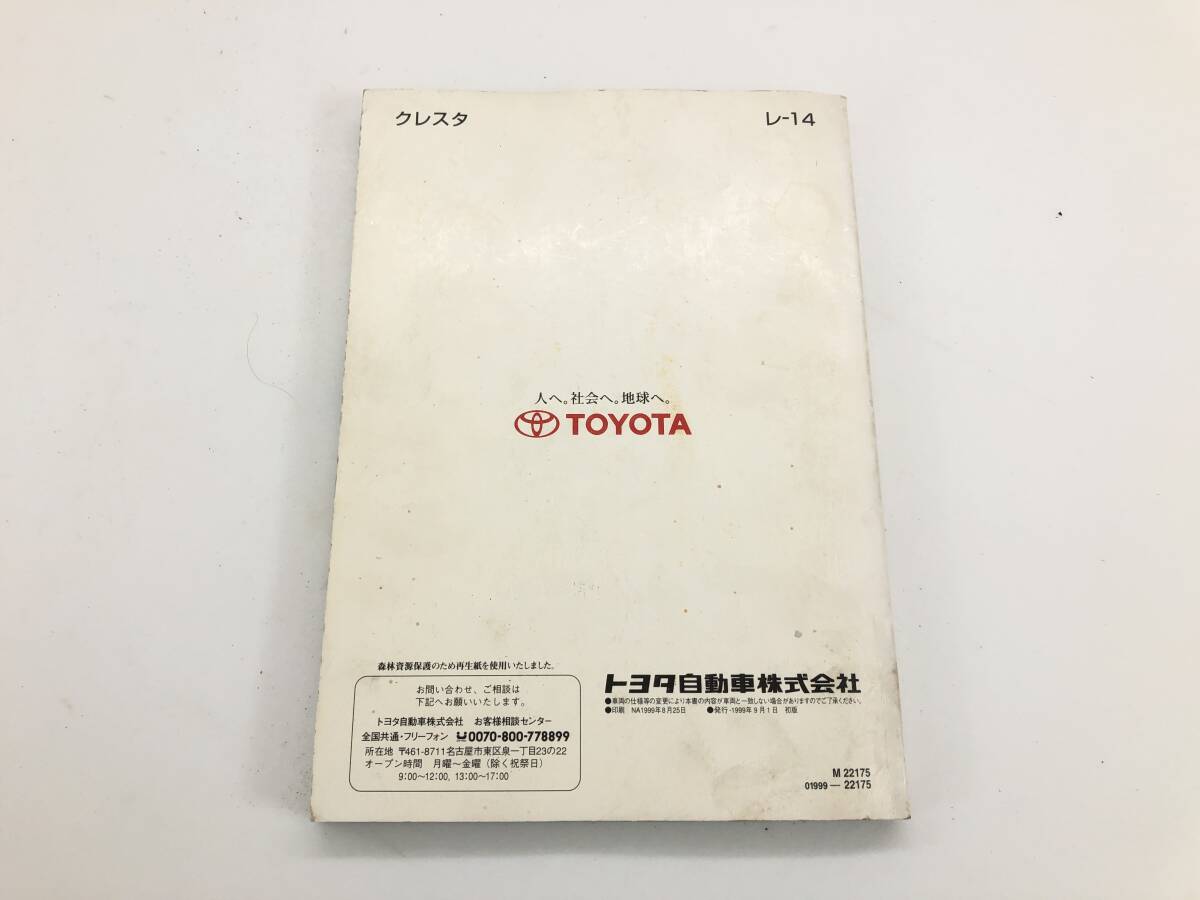 クレスタ
レ-14
人へ。社会へ。地球へ。
TOYOTA
森林資源保護のため再生紙を使用いたしました。
お問い合わせ、ご相談は
下記へお願いいたします。
トヨタ自動車株式会社 お客様相談センター
全国共通・フリーフォン 0070-800-778899
所在地 〒461-8711名古屋市東区泉一丁目23の22
オープン時間 月曜〜金曜（除く祝祭日）
9:00〜12:00, 13:00〜17:00
トヨタ自動車株式会社
●車両の仕様等の変更により本書の内容が車両と一致しない場合がありますのでご了承ください。
●印刷 NA1999年8月25日 ●発行-1999年9月1日 初版
M 22175
01999 — 22175